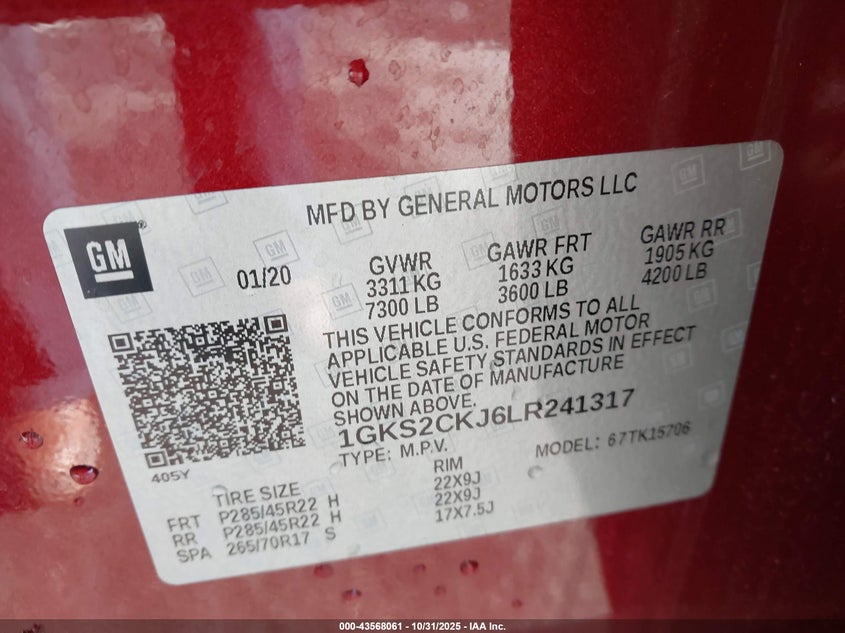 MFD BY GENERAL MOTORS LLC
GM®
01/20
GVWR
3311 KG
7300 LB
GAWR FRT
1633 KG
3600 LB
GAWR RR
1905 KG
4200 LB
THIS VEHICLE CONFORMS TO ALL
APPLICABLE U.S. FEDERAL MOTOR
VEHICLE SAFETY STANDARDS IN EFFECT
ON THE DATE OF MANUFACTURE
SHOWN ABOVE.
1GKS2CKJ6LR241317
TYPE: M.P.V.
MODEL: 67TK15706
405Y
TIRE SIZE
RIM
FRT P285/45R22 H 22X9J
RR P285/45R22 H 22X9J
SPA 265/70R17 S 17X7.5J
000-43568061 - 10/31/2025 - IAA Inc.